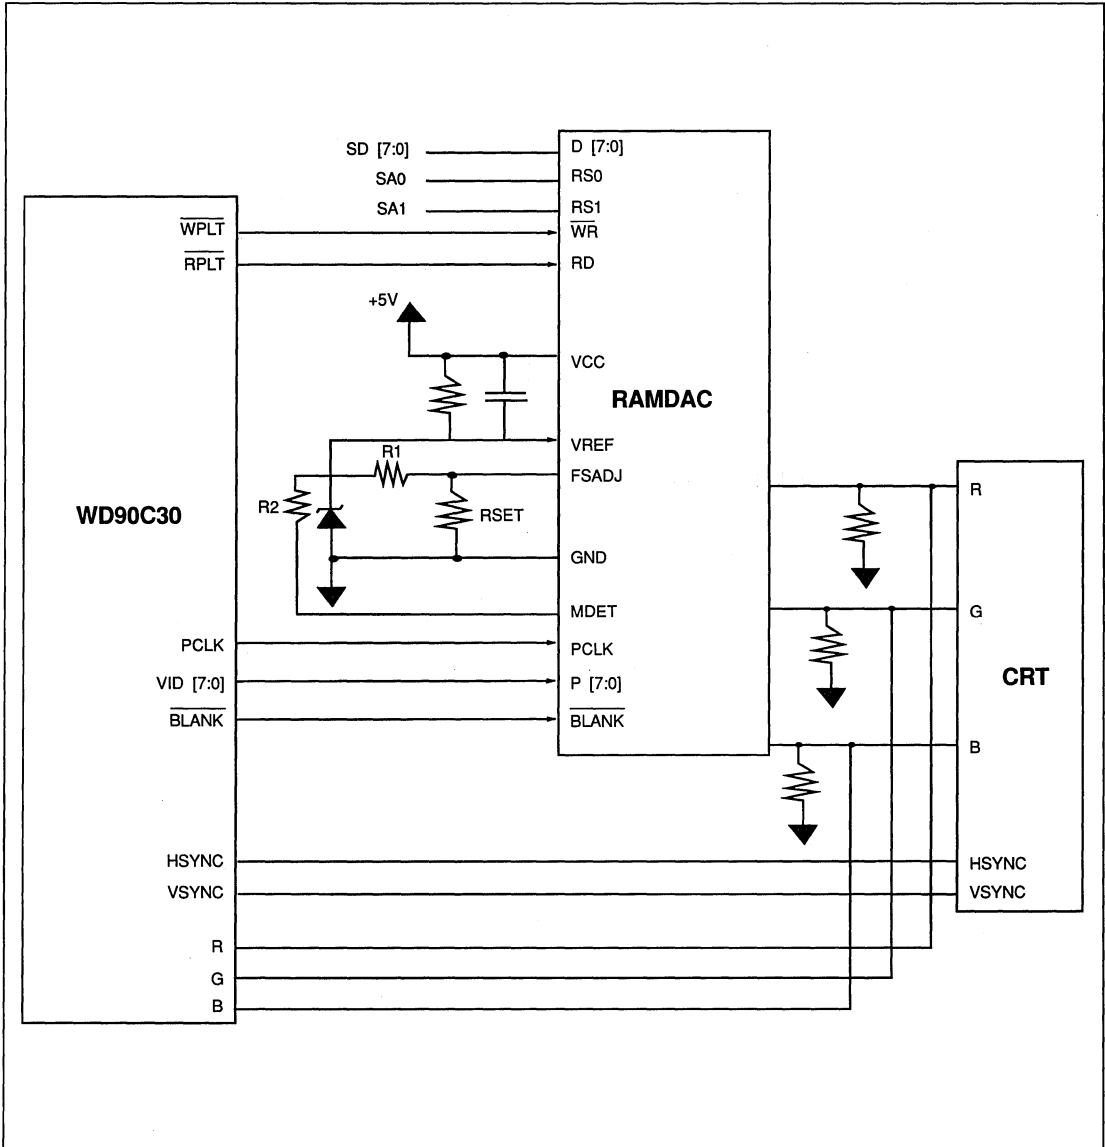 SD [7:0] D [7:0]
SA0 RS0
SA1 RS1
WPLT WR
RPLT RD
+5V
VCC
RAMDAC
VREF
R1
FSADJ
R2
RSET
WD90C30
GND
MDET
PCLK PCLK
VID [7:0] P [7:0]
BLANK BLANK
R
G
CRT
B
HSYNC HSYNC
VSYNC VSYNC
R
G
B